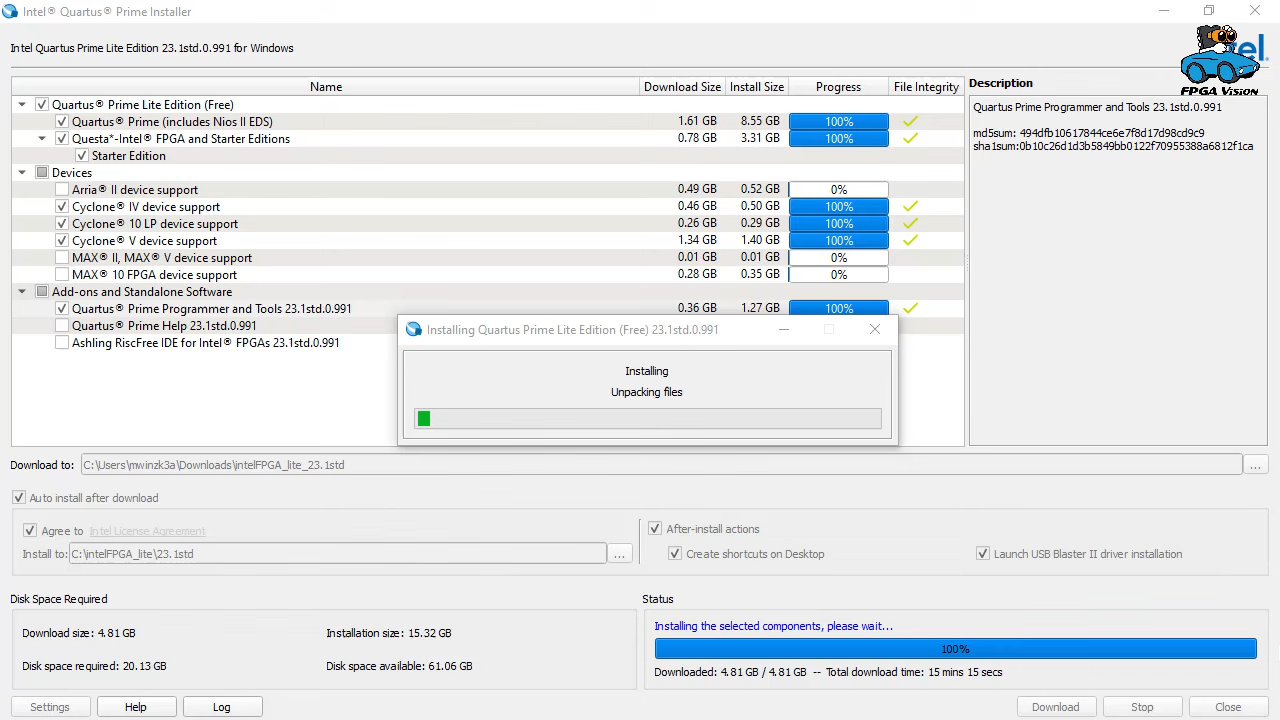 Intel® Quartus® Prime Installer
Intel Quartus Prime Lite Edition 23.1std.0.991 for Windows
FPGA Vision
Name Download Size Install Size Progress File Integrity
Quartus® Prime Lite Edition (Free)
Quartus® Prime (includes Nios II EDS) 1.61 GB 8.55 GB 100%
Questa*-Intel® FPGA and Starter Editions 0.78 GB 3.31 GB 100%
Starter Edition
Devices
Arria® II device support 0.49 GB 0.52 GB 0%
Cyclone® IV device support 0.46 GB 0.50 GB 100%
Cyclone® 10 LP device support 0.26 GB 0.29 GB 100%
Cyclone® V device support 1.34 GB 1.40 GB 100%
MAX® II, MAX® V device support 0.01 GB 0.01 GB 0%
MAX® 10 FPGA device support 0.28 GB 0.35 GB 0%
Add-ons and Standalone Software
Quartus® Prime Programmer and Tools 23.1std.0.991 0.36 GB 1.27 GB 100%
Quartus® Prime Help 23.1std.0.991
Ashling RiscFree IDE for Intel® FPGAs 23.1std.0.991
Description
Quartus Prime Programmer and Tools 23.1std.0.991
md5sum: 494dfb10617844ce6e7f8d17d98cd9c9
sha1sum:0b10c26d1d3b5849bb0122f70955388a6812f1ca
Installing Quartus Prime Lite Edition (Free) 23.1std.0.991
Installing
Unpacking files
Download to: C:\Users\mwinzk3a\Downloads\intelFPGA_lite_23.1std ...
Auto install after download
Agree to Intel License Agreement
Install to: C:\intelFPGA_lite\23.1std ...
After-install actions
Create shortcuts on Desktop Launch USB Blaster II driver installation
Disk Space Required
Download size: 4.81 GB Installation size: 15.32 GB
Disk space required: 20.13 GB Disk space available: 61.06 GB
Status
Installing the selected components, please wait...
100%
Downloaded: 4.81 GB / 4.81 GB -- Total download time: 15 mins 15 secs
Settings Help Log Download Stop Close